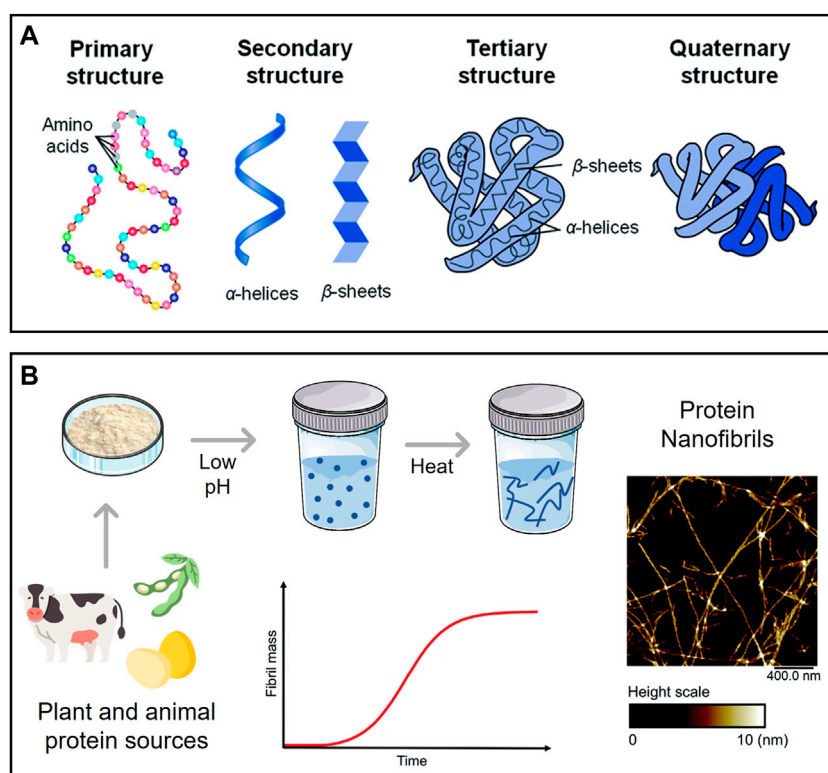 A
Primary
structure
Secondary
structure
Tertiary
structure
Quaternary
structure
Amino
acids
β-sheets
α-helices
α-helices
β-sheets
B
Low
pH
Heat
Protein
Nanofibrils
Plant and animal
protein sources
Fibril mass
Time
400.0 nm
Height scale
0
10 (nm)